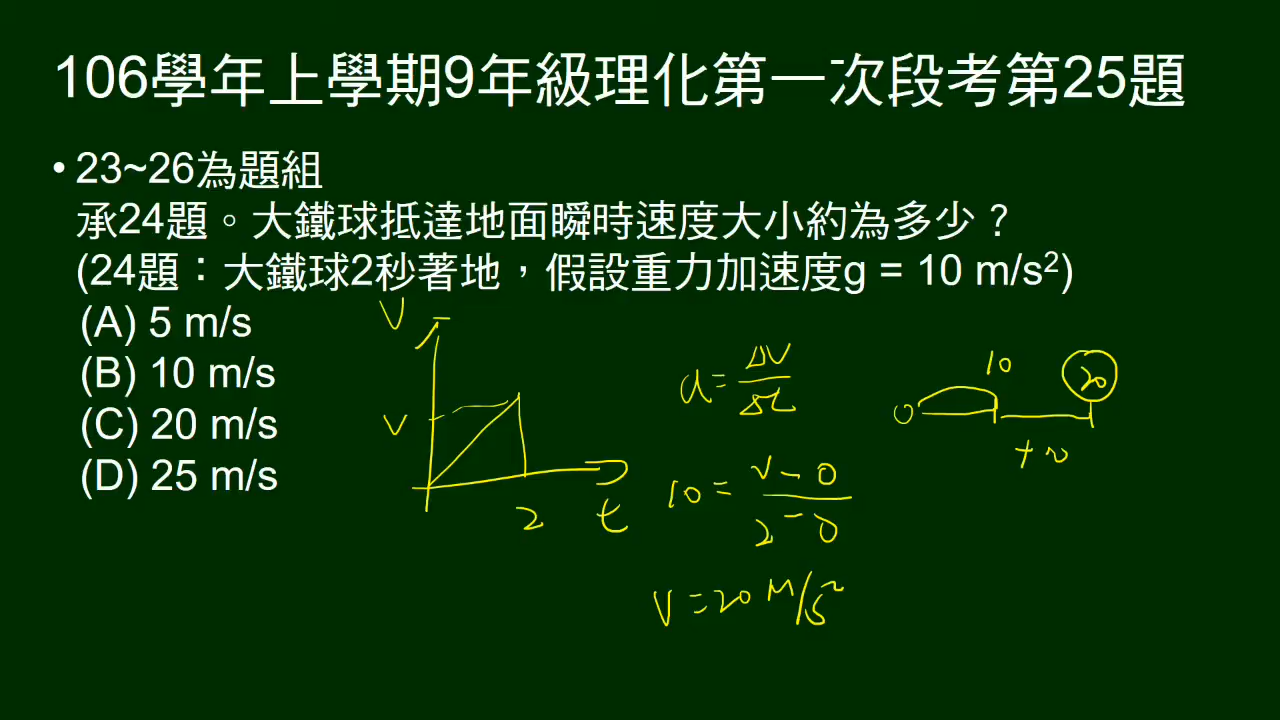 106學年上學期9年級理化第一次段考第25題
• 23~26為題組
承24題。大鐵球抵達地面瞬時速度大小約為多少？
(24題：大鐵球2秒著地，假設重力加速度g = 10 m/s²)
(A) 5 m/s
(B) 10 m/s
(C) 20 m/s
(D) 25 m/s
V
V
2
t
a = ΔV/Δt
10 = V - 0/2 - 0
V = 20 M/s²
0
10
20
+10